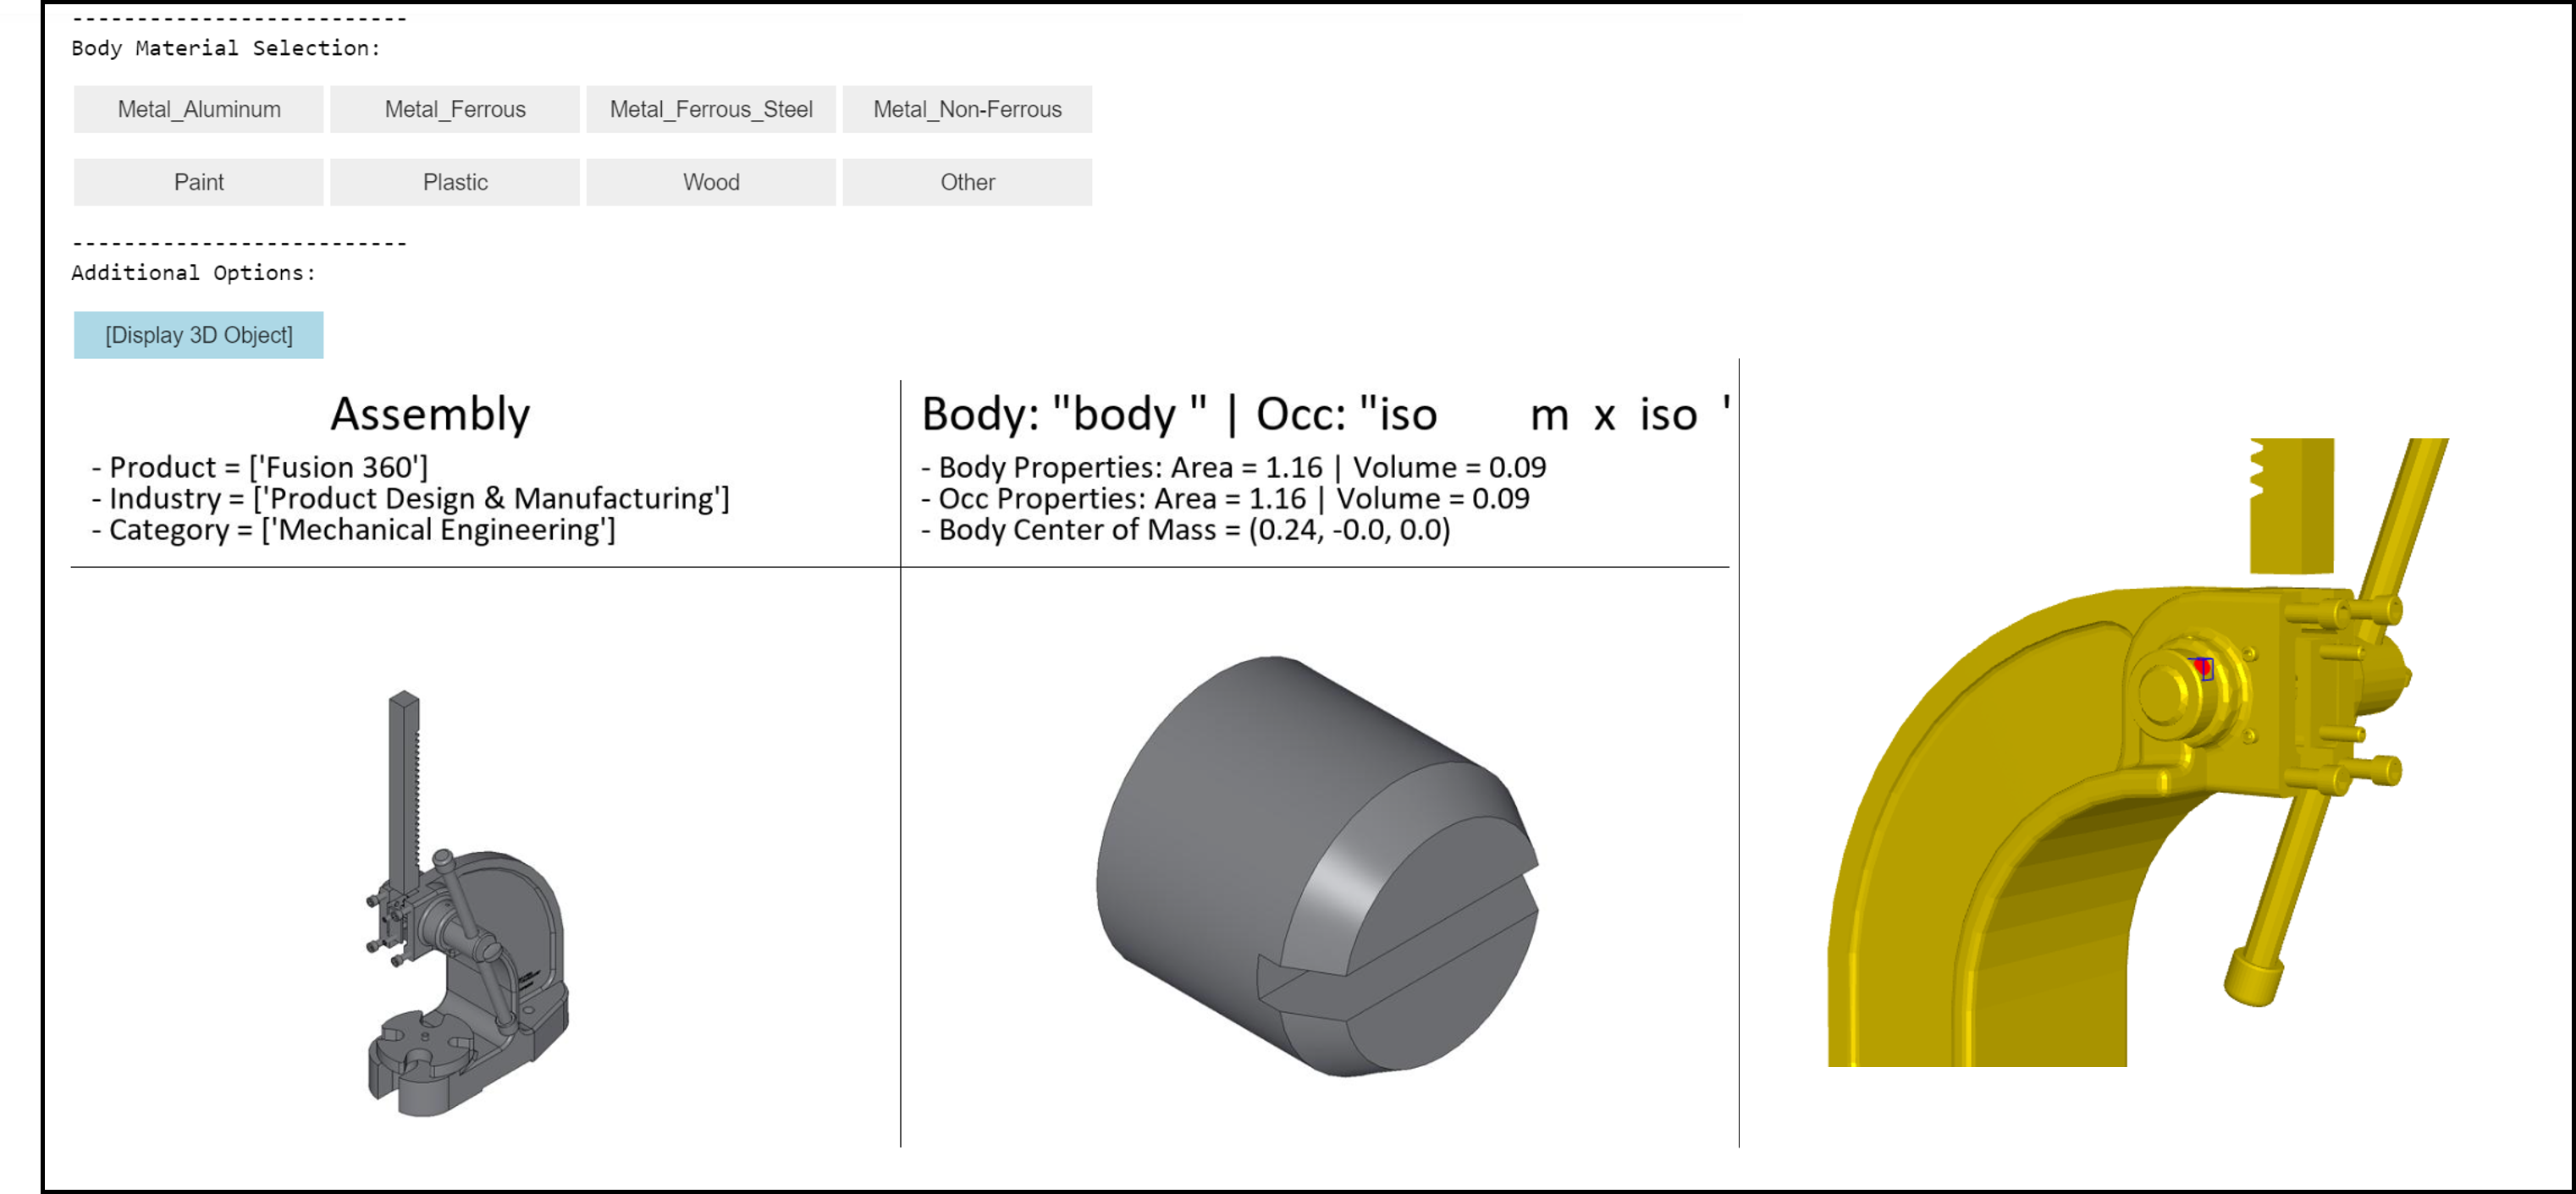 --------------------------
Body Material Selection:
Metal_Aluminum Metal_Ferrous Metal_Ferrous_Steel Metal_Non-Ferrous
Paint Plastic Wood Other
--------------------------
Additional Options:
[Display 3D Object]
Assembly
- Product = ['Fusion 360']
- Industry = ['Product Design & Manufacturing']
- Category = ['Mechanical Engineering']
Body: "body " | Occ: "iso m x iso '
- Body Properties: Area = 1.16 | Volume = 0.09
- Occ Properties: Area = 1.16 | Volume = 0.09
- Body Center of Mass = (0.24, -0.0, 0.0)